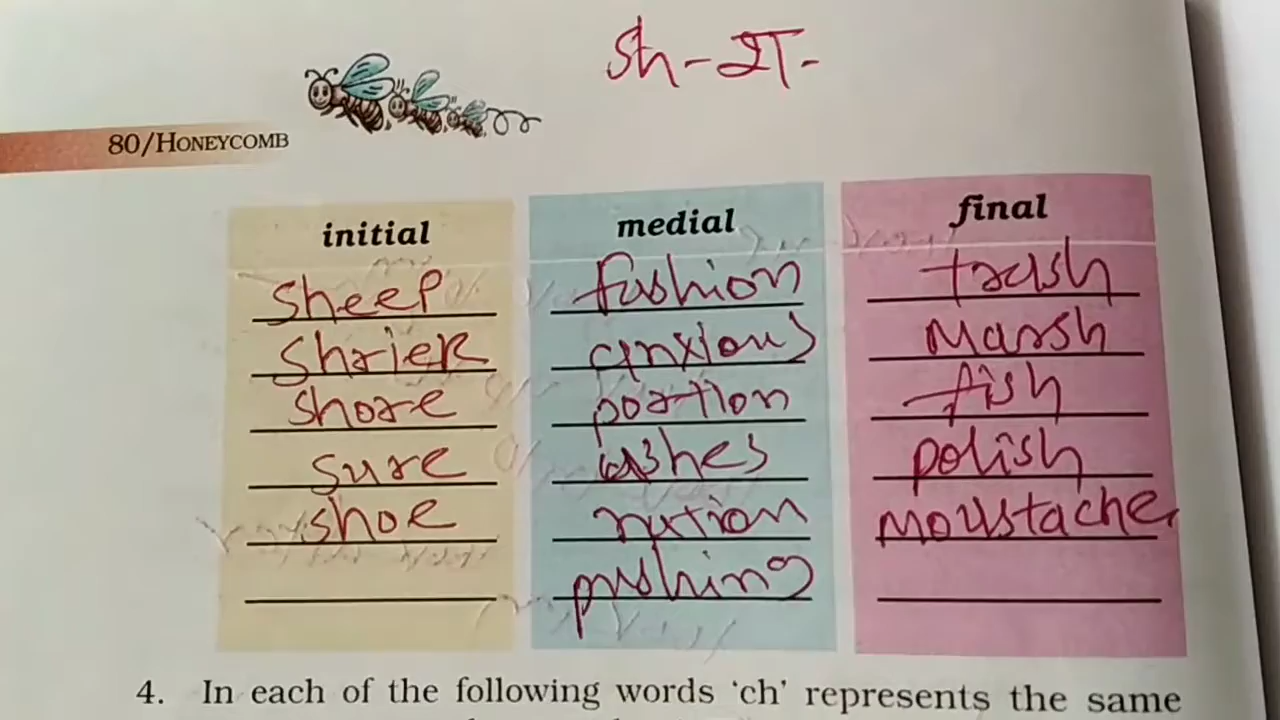 sh - श -
80/HONEYCOMB
initial medial final
sheep fashion trash
shriek anxious Marsh
shore portion fish
sure ashes polish
shoe nation Moustache
pushing
4. In each of the following words ‘ch’ represents the same